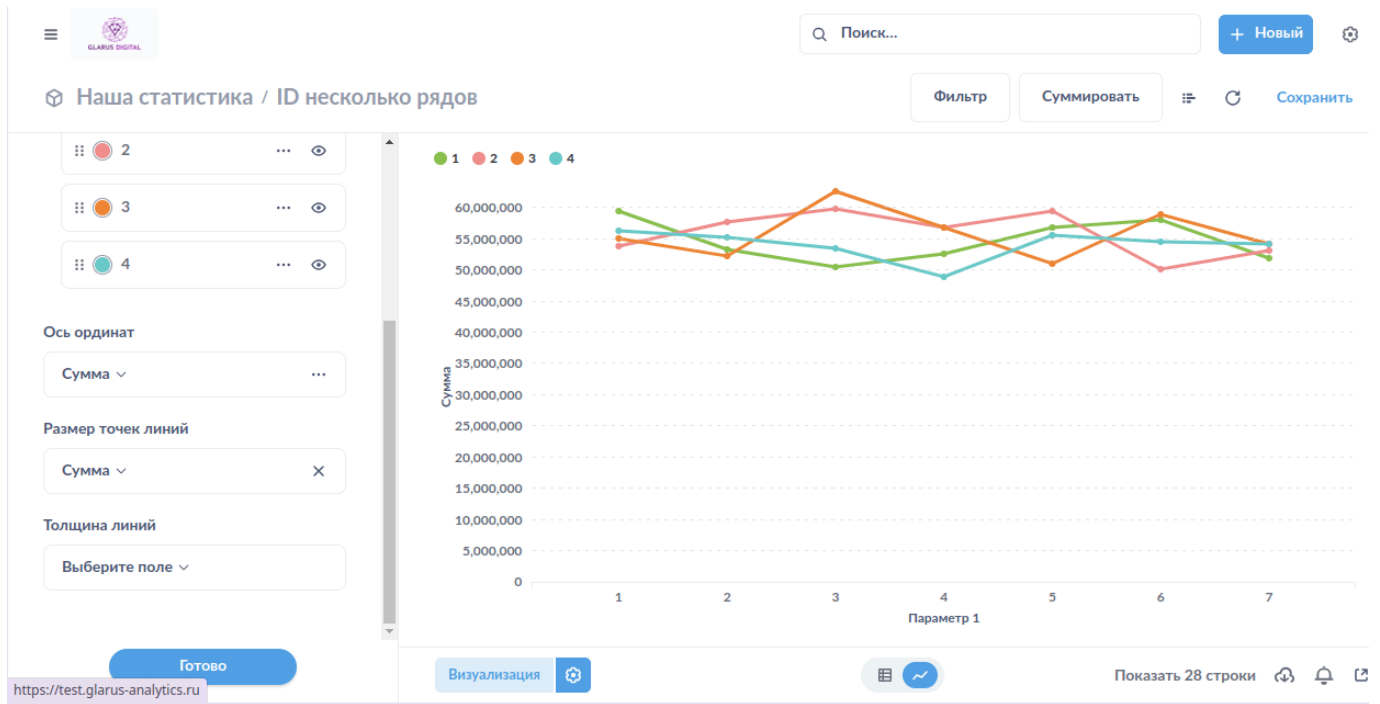 GLARUS DIGITAL
Поиск...
+ Новый
Наша статистика / ID несколько рядов
Фильтр
Суммировать
Сохранить
2
3
4
Ось ординат
Сумма
Размер точек линий
Сумма
Толщина линий
Выберите поле
Готово
https://test.glarus-analytics.ru
1 2 3 4
60,000,000
55,000,000
50,000,000
45,000,000
40,000,000
35,000,000
30,000,000
25,000,000
20,000,000
15,000,000
10,000,000
5,000,000
0
Сумма
1 2 3 4 5 6 7
Параметр 1
Визуализация
Показать 28 строки